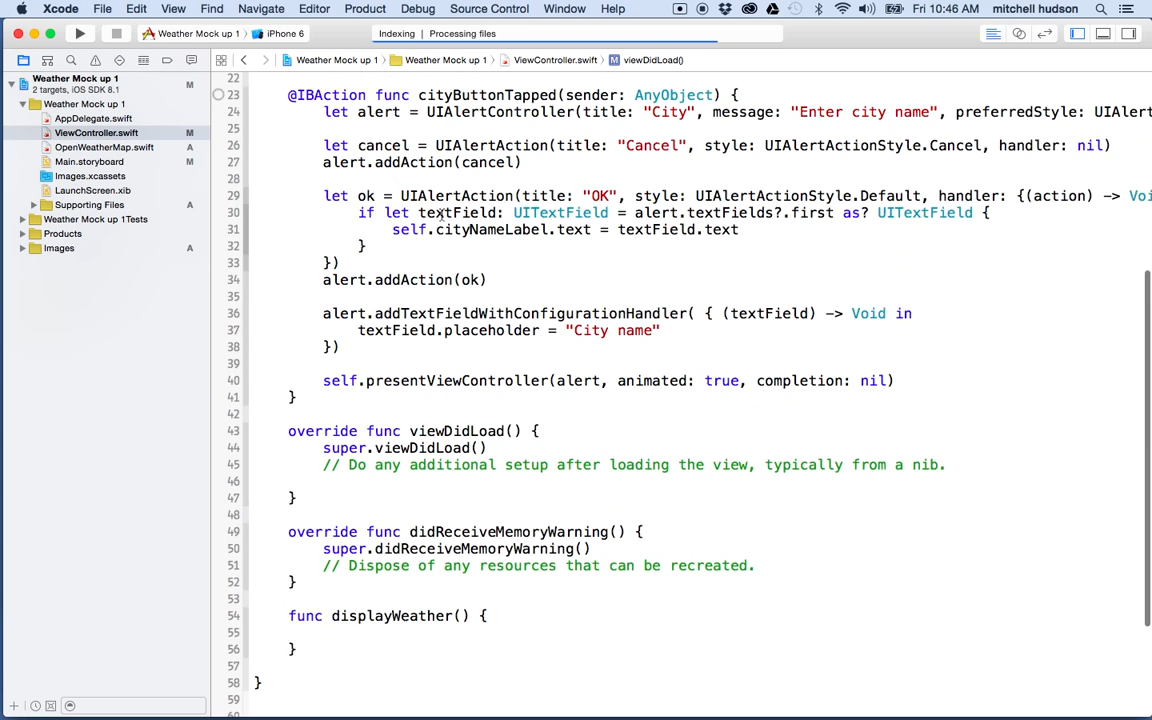 Xcode File Edit View Find Navigate Editor Product Debug Source Control Window Help Fri 10:46 AM mitchell hudson
Weather Mock up 1 〉 iPhone 6 Indexing | Processing files
Weather Mock up 1 〉 Weather Mock up 1 〉 ViewController.swift 〉 M viewDidLoad()
Weather Mock up 1 M
2 targets, iOS SDK 8.1
Weather Mock up 1
AppDelegate.swift
ViewController.swift M
OpenWeatherMap.swift A
Main.storyboard M
Images.xcassets
LaunchScreen.xib
Supporting Files A
Weather Mock up 1Tests
Products
Images A
22
23 @IBAction func cityButtonTapped(sender: AnyObject) {
24 let alert = UIAlertController(title: "City", message: "Enter city name", preferredStyle: UIAlert
25
26 let cancel = UIAlertAction(title: "Cancel", style: UIAlertActionStyle.Cancel, handler: nil)
27 alert.addAction(cancel)
28
29 let ok = UIAlertAction(title: "OK", style: UIAlertActionStyle.Default, handler: {(action) -> Voi
30 if let textField: UITextField = alert.textFields?.first as? UITextField {
31 self.cityNameLabel.text = textField.text
32 }
33 })
34 alert.addAction(ok)
35
36 alert.addTextFieldWithConfigurationHandler( { (textField) -> Void in
37 textField.placeholder = "City name"
38 })
39
40 self.presentViewController(alert, animated: true, completion: nil)
41 }
42
43 override func viewDidLoad() {
44 super.viewDidLoad()
45 // Do any additional setup after loading the view, typically from a nib.
46
47 }
48
49 override func didReceiveMemoryWarning() {
50 super.didReceiveMemoryWarning()
51 // Dispose of any resources that can be recreated.
52 }
53
54 func displayWeather() {
55
56 }
57
58 }
59